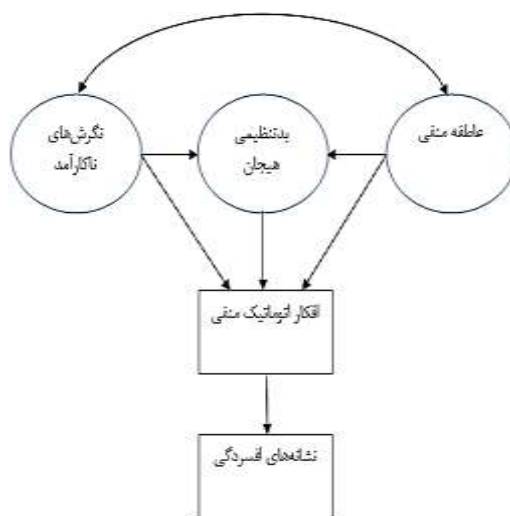 نگرش‌های
ناکارآمد
بدتنظیمی
هیجان
عاطفه منفی
افکار اتوماتیک منفی
نشانه‌های افسردگی